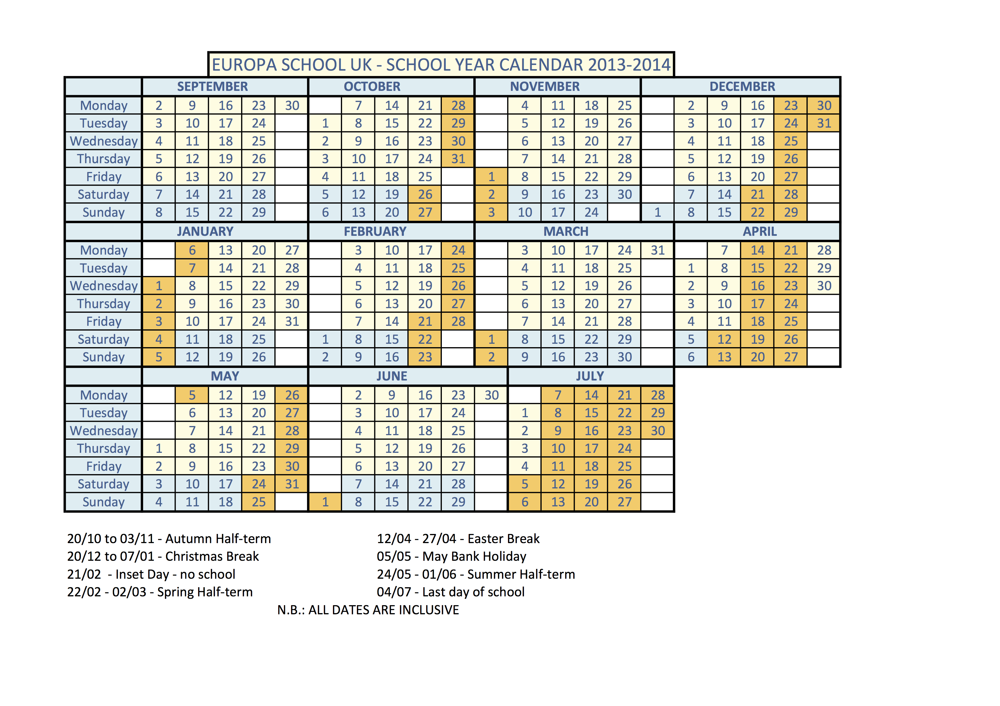 EUROPA SCHOOL UK - SCHOOL YEAR CALENDAR 2013-2014
SEPTEMBER OCTOBER NOVEMBER DECEMBER
Monday 2 9 16 23 30 7 14 21 28 4 11 18 25 2 9 16 23 30
Tuesday 3 10 17 24 1 8 15 22 29 5 12 19 26 3 10 17 24 31
Wednesday 4 11 18 25 2 9 16 23 30 6 13 20 27 4 11 18 25
Thursday 5 12 19 26 3 10 17 24 31 7 14 21 28 5 12 19 26
Friday 6 13 20 27 4 11 18 25 1 8 15 22 29 6 13 20 27
Saturday 7 14 21 28 5 12 19 26 2 9 16 23 30 7 14 21 28
Sunday 8 15 22 29 6 13 20 27 3 10 17 24 1 8 15 22 29
JANUARY FEBRUARY MARCH APRIL
Monday 6 13 20 27 3 10 17 24 3 10 17 24 31 7 14 21 28
Tuesday 7 14 21 28 4 11 18 25 4 11 18 25 1 8 15 22 29
Wednesday 1 8 15 22 29 5 12 19 26 5 12 19 26 2 9 16 23 30
Thursday 2 9 16 23 30 6 13 20 27 6 13 20 27 3 10 17 24
Friday 3 10 17 24 31 7 14 21 28 7 14 21 28 4 11 18 25
Saturday 4 11 18 25 1 8 15 22 1 8 15 22 29 5 12 19 26
Sunday 5 12 19 26 2 9 16 23 2 9 16 23 30 6 13 20 27
MAY JUNE JULY
Monday 5 12 19 26 2 9 16 23 30 7 14 21 28
Tuesday 6 13 20 27 3 10 17 24 1 8 15 22 29
Wednesday 7 14 21 28 4 11 18 25 2 9 16 23 30
Thursday 1 8 15 22 29 5 12 19 26 3 10 17 24
Friday 2 9 16 23 30 6 13 20 27 4 11 18 25
Saturday 3 10 17 24 31 7 14 21 28 5 12 19 26
Sunday 4 11 18 25 1 8 15 22 29 6 13 20 27
20/10 to 03/11 - Autumn Half-term 12/04 - 27/04 - Easter Break
20/12 to 07/01 - Christmas Break 05/05 - May Bank Holiday
21/02 - Inset Day - no school 24/05 - 01/06 - Summer Half-term
22/02 - 02/03 - Spring Half-term 04/07 - Last day of school
N.B.: ALL DATES ARE INCLUSIVE